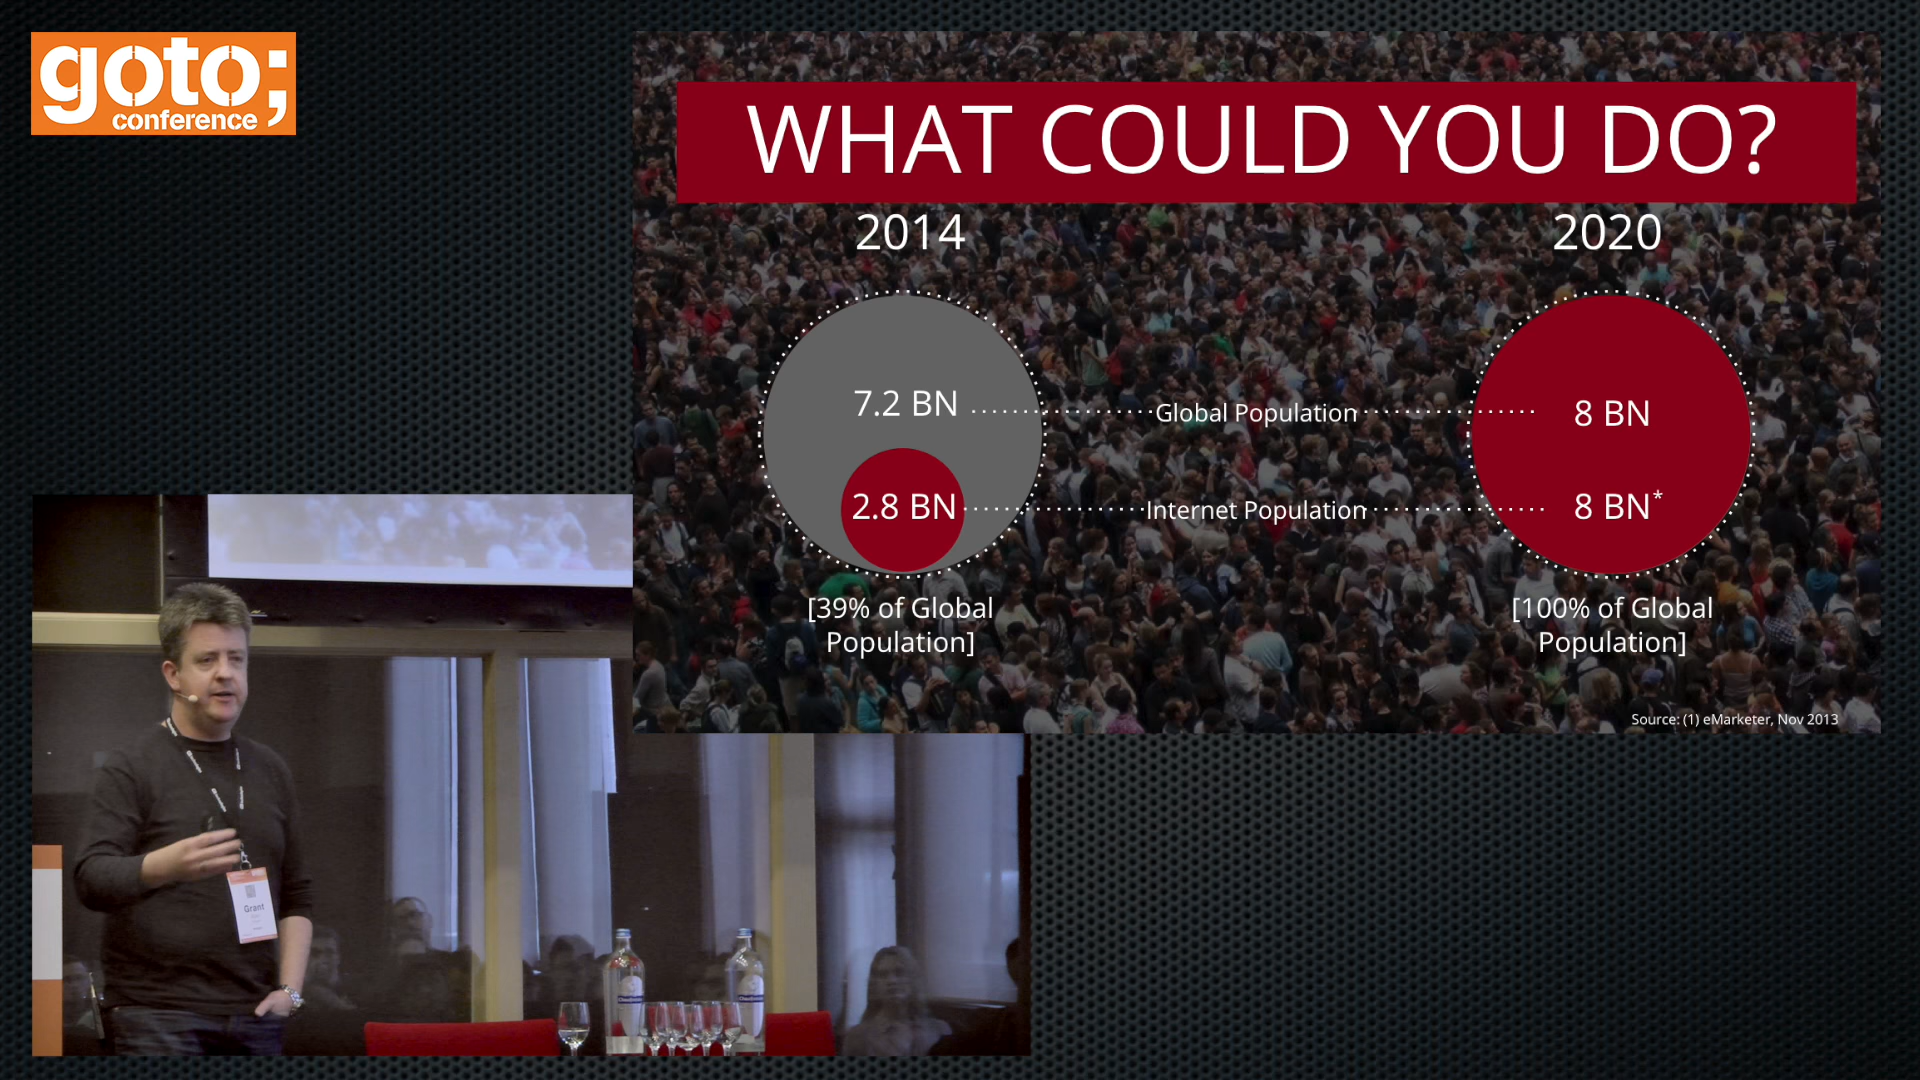 goto;
conference
WHAT COULD YOU DO?
2014
2020
7.2 BN
Global Population
8 BN
2.8 BN
Internet Population
8 BN*
[39% of Global
Population]
[100% of Global
Population]
Source: (1) eMarketer, Nov 2013
Grant